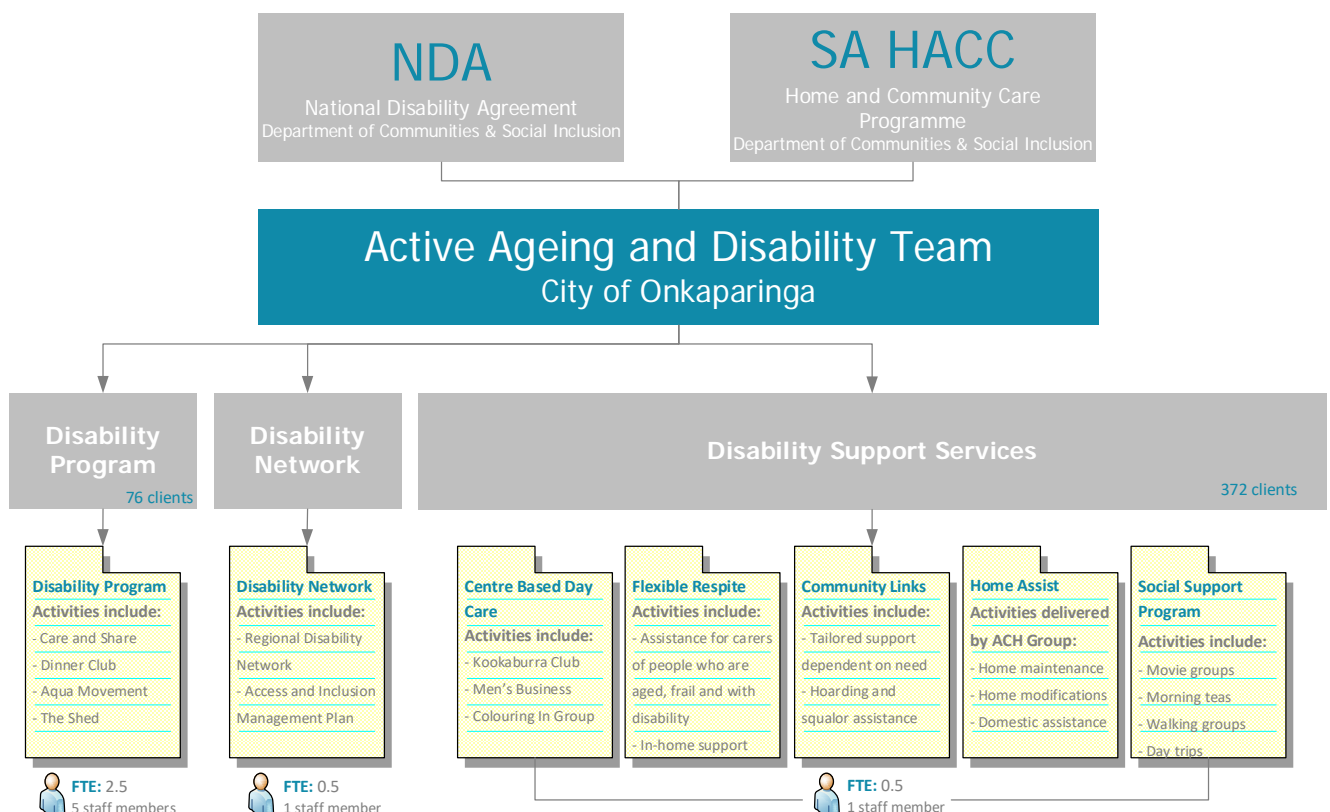 NDA
National Disability Agreement
Department of Communities & Social Inclusion
SA HACC
Home and Community Care
Programme
Department of Communities & Social Inclusion
Active Ageing and Disability Team
City of Onkaparinga
Disability
Program
76 clients
Disability
Network
Disability Support Services
372 clients
Disability Program
Activities include:
- Care and Share
- Dinner Club
- Aqua Movement
- The Shed
Disability Network
Activities include:
- Regional Disability
Network
- Access and Inclusion
Management Plan
Centre Based Day
Care
Activities include:
- Kookaburra Club
- Men’s Business
- Colouring In Group
Flexible Respite
Activities include:
- Assistance for carers
of people who are
aged, frail and with
disability
- In-home support
Community Links
Activities include:
- Tailored support
dependent on need
- Hoarding and
squalor assistance
Home Assist
Activities delivered
by ACH Group:
- Home maintenance
- Home modifications
- Domestic assistance
Social Support
Program
Activities include:
- Movie groups
- Morning teas
- Walking groups
- Day trips
FTE: 2.5
5 staff members
FTE: 0.5
1 staff member
FTE: 0.5
1 staff member